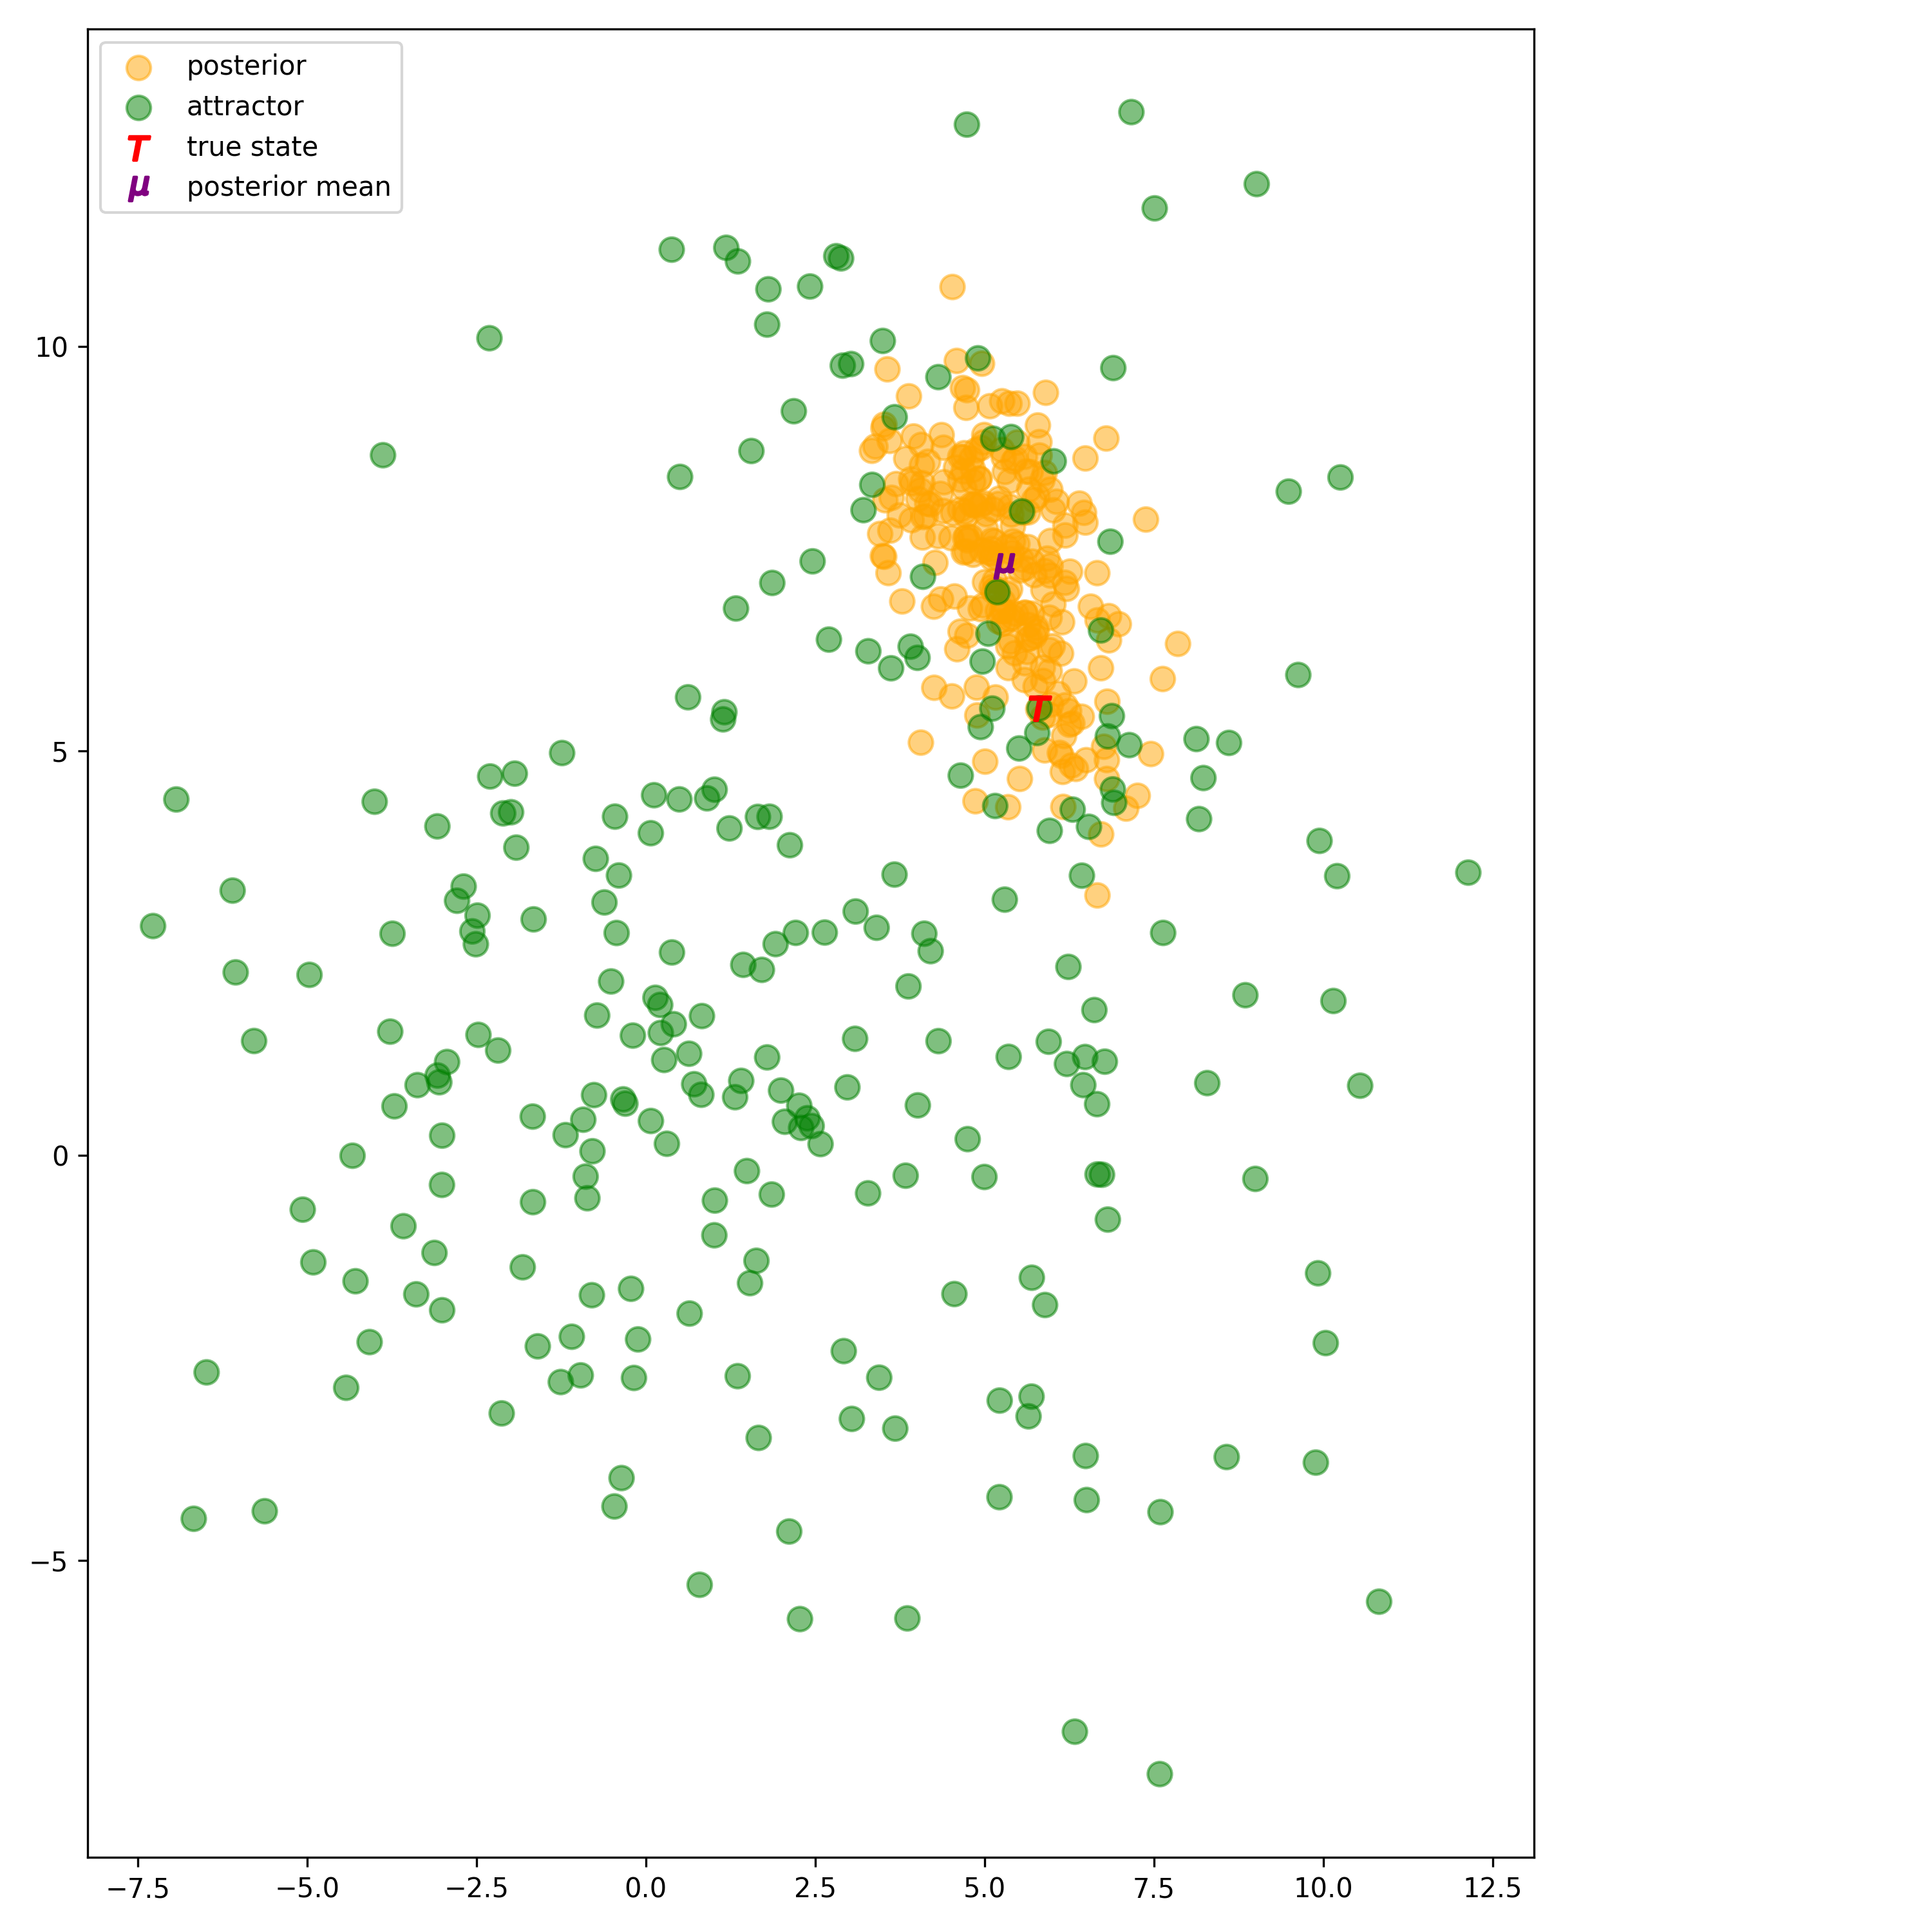 posterior
attractor
T true state
μ posterior mean
10
5
0
−5
−7.5 −5.0 −2.5 0.0 2.5 5.0 7.5 10.0 12.5
μ
T